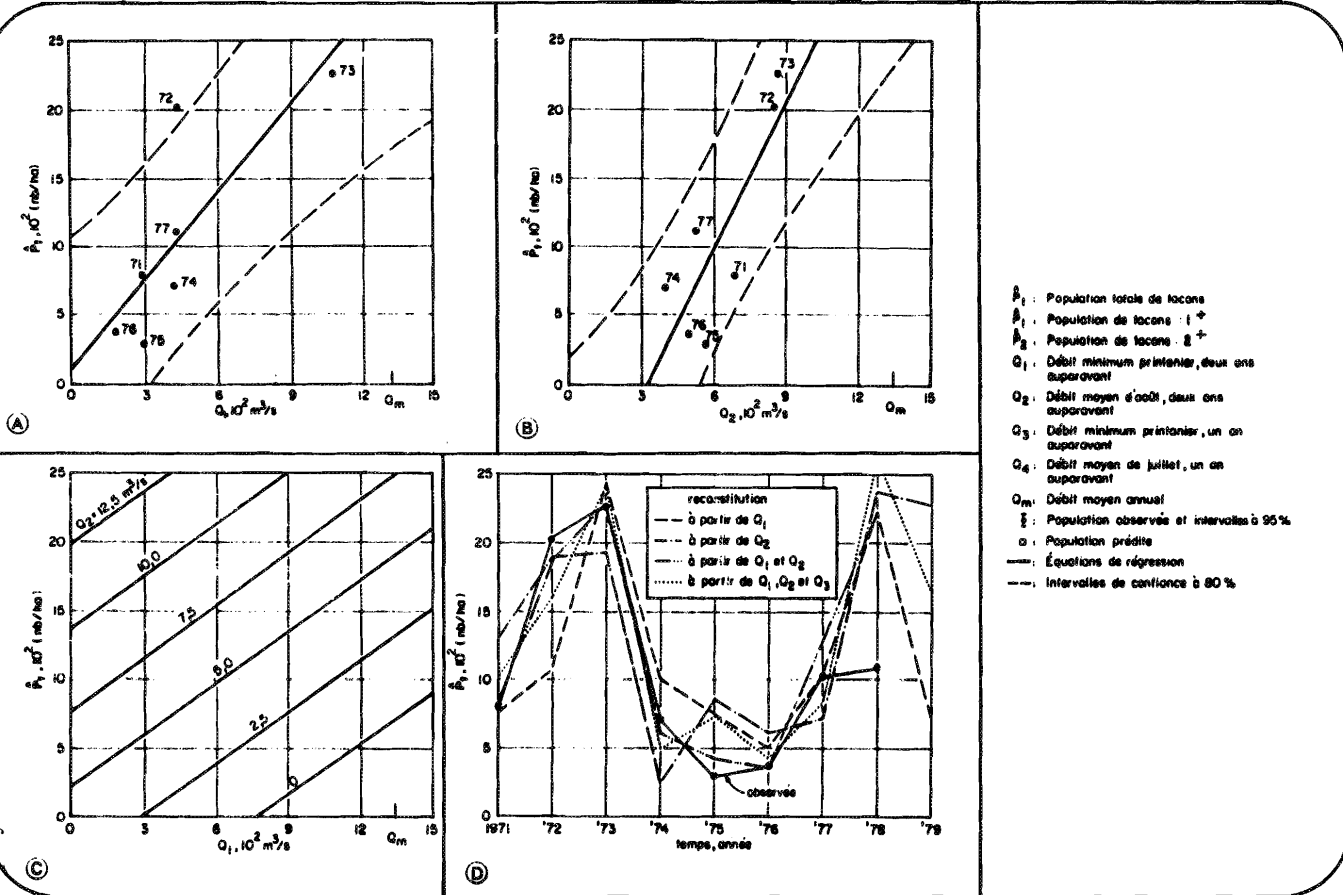 25
20
15
10
5
0
P̂t, 10² (nb/ha)
72
73
77
71
74
76
75
0 3 6 9 12 15
Qm
Q1, 10² m³/s
A
25
20
15
10
5
0
P̂t, 10² (nb/ha)
73
72
77
74
71
76
75
0 3 6 9 12 15
Qm
Q2, 10² m³/s
B
25
20
15
10
5
0
P̂t, 10² (nb/ha)
Q2 = 12,5 m³/s
10,0
7,5
5,0
2,5
0
0 3 6 9 12 15
Qm
Q1, 10² m³/s
C
25
20
15
10
5
0
P̂t, 10² (nb/ha)
reconstitution
à partir de Q1
à partir de Q2
à partir de Q1 et Q2
à partir de Q1, Q2 et Q3
observée
1971 '72 '73 '74 '75 '76 '77 '78 '79
temps, année
D
P̂t : Population totale de tacons
P̂1 : Population de tacons 1+
P̂2 : Population de tacons 2+
Q1 : Débit minimum printanier, deux ans
auparavant
Q2 : Débit moyen d'août, deux ans
auparavant
Q3 : Débit minimum printanier, un an
auparavant
Q4 : Débit moyen de juillet, un an
auparavant
Qm : Débit moyen annuel
: Population observée et intervalles à 95%
: Population prédite
: Équations de régression
: Intervalles de confiance à 80 %